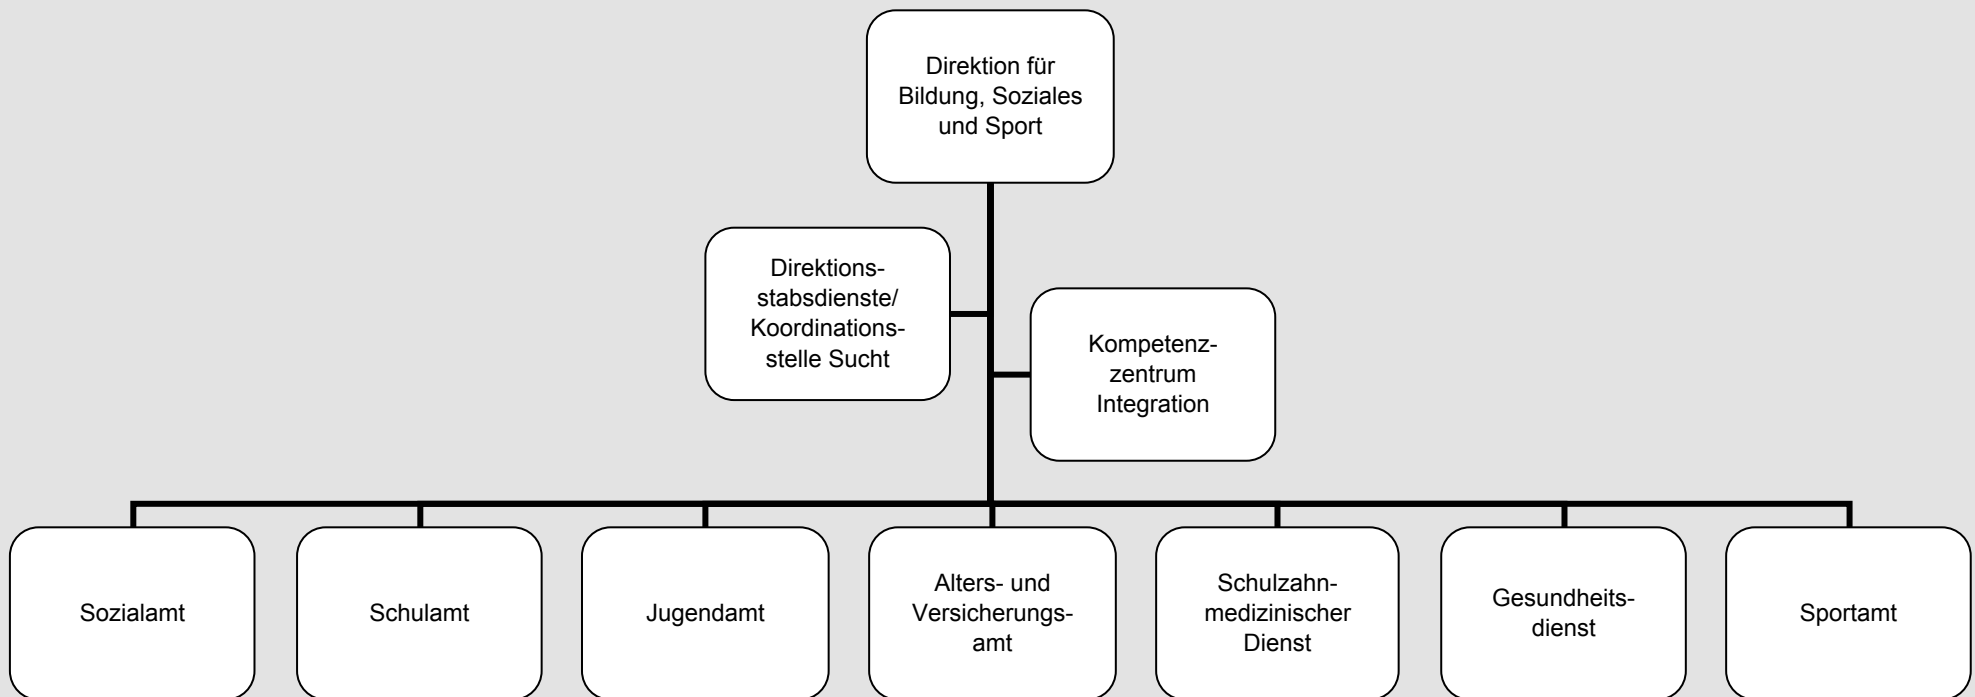 Direktion für
Bildung, Soziales
und Sport
Direktions-
stabsdienste/
Koordinations-
stelle Sucht
Kompetenz-
zentrum
Integration
Sozialamt
Schulamt
Jugendamt
Alters- und
Versicherungs-
amt
Schulzahn-
medizinischer
Dienst
Gesundheits-
dienst
Sportamt